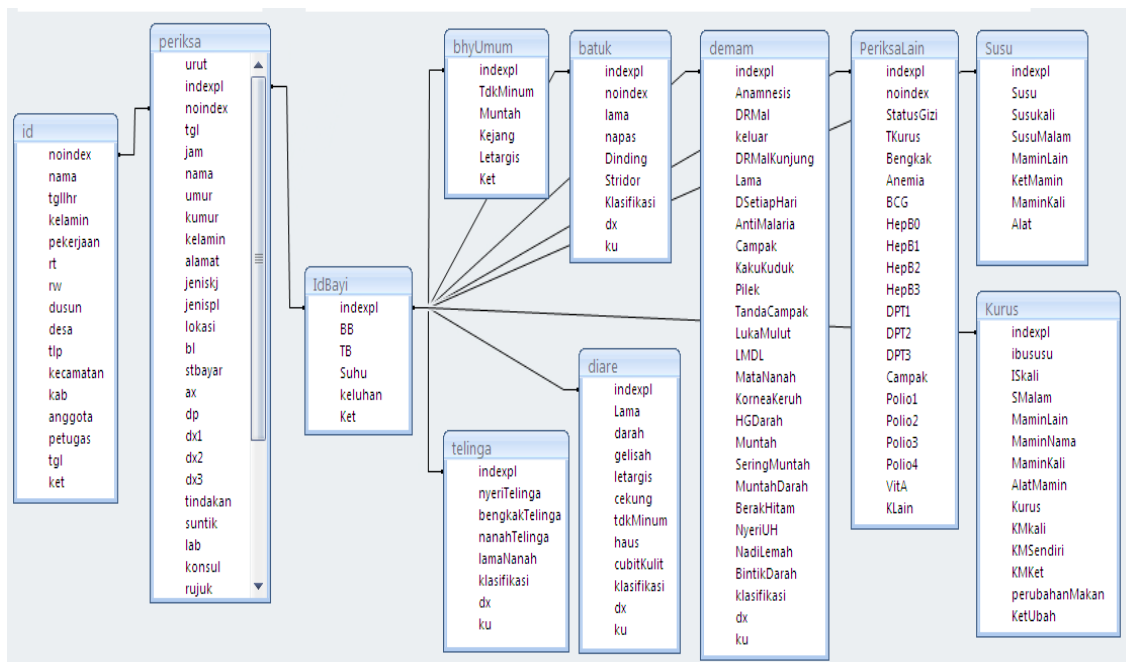 id
noindex
nama
tgllhr
kelamin
pekerjaan
rt
rw
dusun
desa
tlp
kecamatan
kab
anggota
petugas
tgl
ket
periksa
urut
indexpl
noindex
tgl
jam
nama
umur
kumur
kelamin
alamat
jeniskj
jenispl
lokasi
bl
stbayar
ax
dp
dx1
dx2
dx3
tindakan
suntik
lab
konsul
rujuk
IdBayi
indexpl
BB
TB
Suhu
keluhan
Ket
bhyUmum
indexpl
TdkMinum
Muntah
Kejang
Letargis
Ket
telinga
indexpl
nyeriTelinga
bengkakTelinga
nanahTelinga
lamaNanah
klasifikasi
dx
ku
batuk
indexpl
noindex
lama
napas
Dinding
Stridor
Klasifikasi
dx
ku
diare
indexpl
Lama
darah
gelisah
letargis
cekung
tdkMinum
haus
cubitKulit
klasifikasi
dx
ku
demam
indexpl
Anamnesis
DRMal
keluar
DRMalKunjung
Lama
DSetiapHari
AntiMalaria
Campak
KakuKuduk
Pilek
TandaCampak
LukaMulut
LMDL
MataNanah
KorneaKeruh
HGDarah
Muntah
SeringMuntah
MuntahDarah
BerakHitam
NyeriUH
NadiLemah
BintikDarah
klasifikasi
dx
ku
PeriksaLain
indexpl
noindex
StatusGizi
TKurus
Bengkak
Anemia
BCG
HepB0
HepB1
HepB2
HepB3
DPT1
DPT2
DPT3
Campak
Polio1
Polio2
Polio3
Polio4
VitA
KLain
Susu
indexpl
Susu
Susukali
SusuMalam
MaminLain
KetMamin
MaminKali
Alat
Kurus
indexpl
ibususu
ISkali
SMalam
MaminLain
MaminNama
MaminKali
AlatMamin
Kurus
KMkali
KMSendiri
KMKet
perubahanMakan
KetUbah